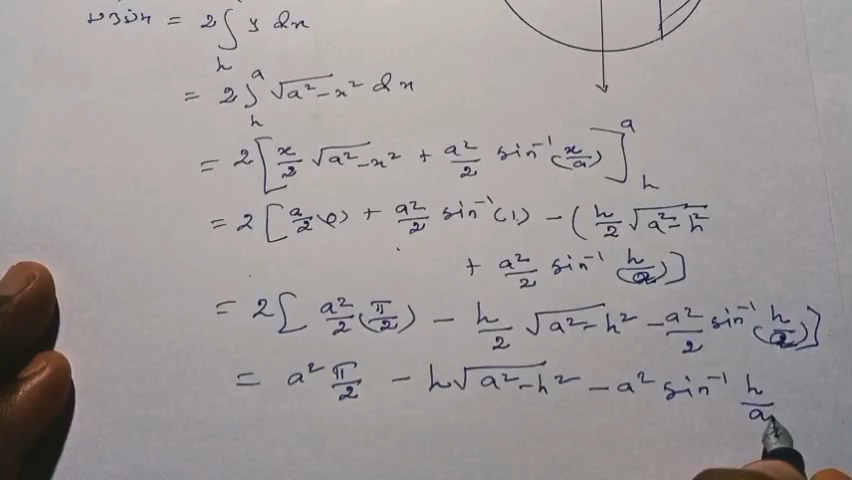 பரப்பு = 2 ∫ₕ y dx
= 2 ∫ₕᵃ √(a²-x²) dx
= 2 [ x/2 √(a²-x²) + a²/2 sin⁻¹(x/a) ]ₕᵃ
= 2 [ a/2 (0) + a²/2 sin⁻¹(1) - ( h/2 √(a²-h²)
+ a²/2 sin⁻¹(h/a) ]
= 2 [ a²/2 (π/2) - h/2 √(a²-h²) - a²/2 sin⁻¹(h/a) ]
= a² π/2 - h√(a²-h²) - a² sin⁻¹ h/a